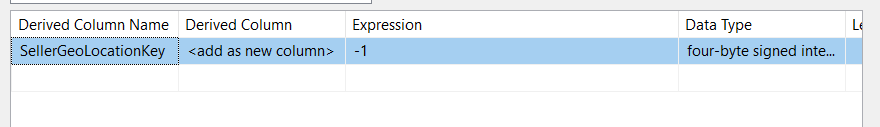 Derived Column Name Derived Column Expression Data Type
SellerGeoLocationKey <add as new column> -1 four-byte signed inte...